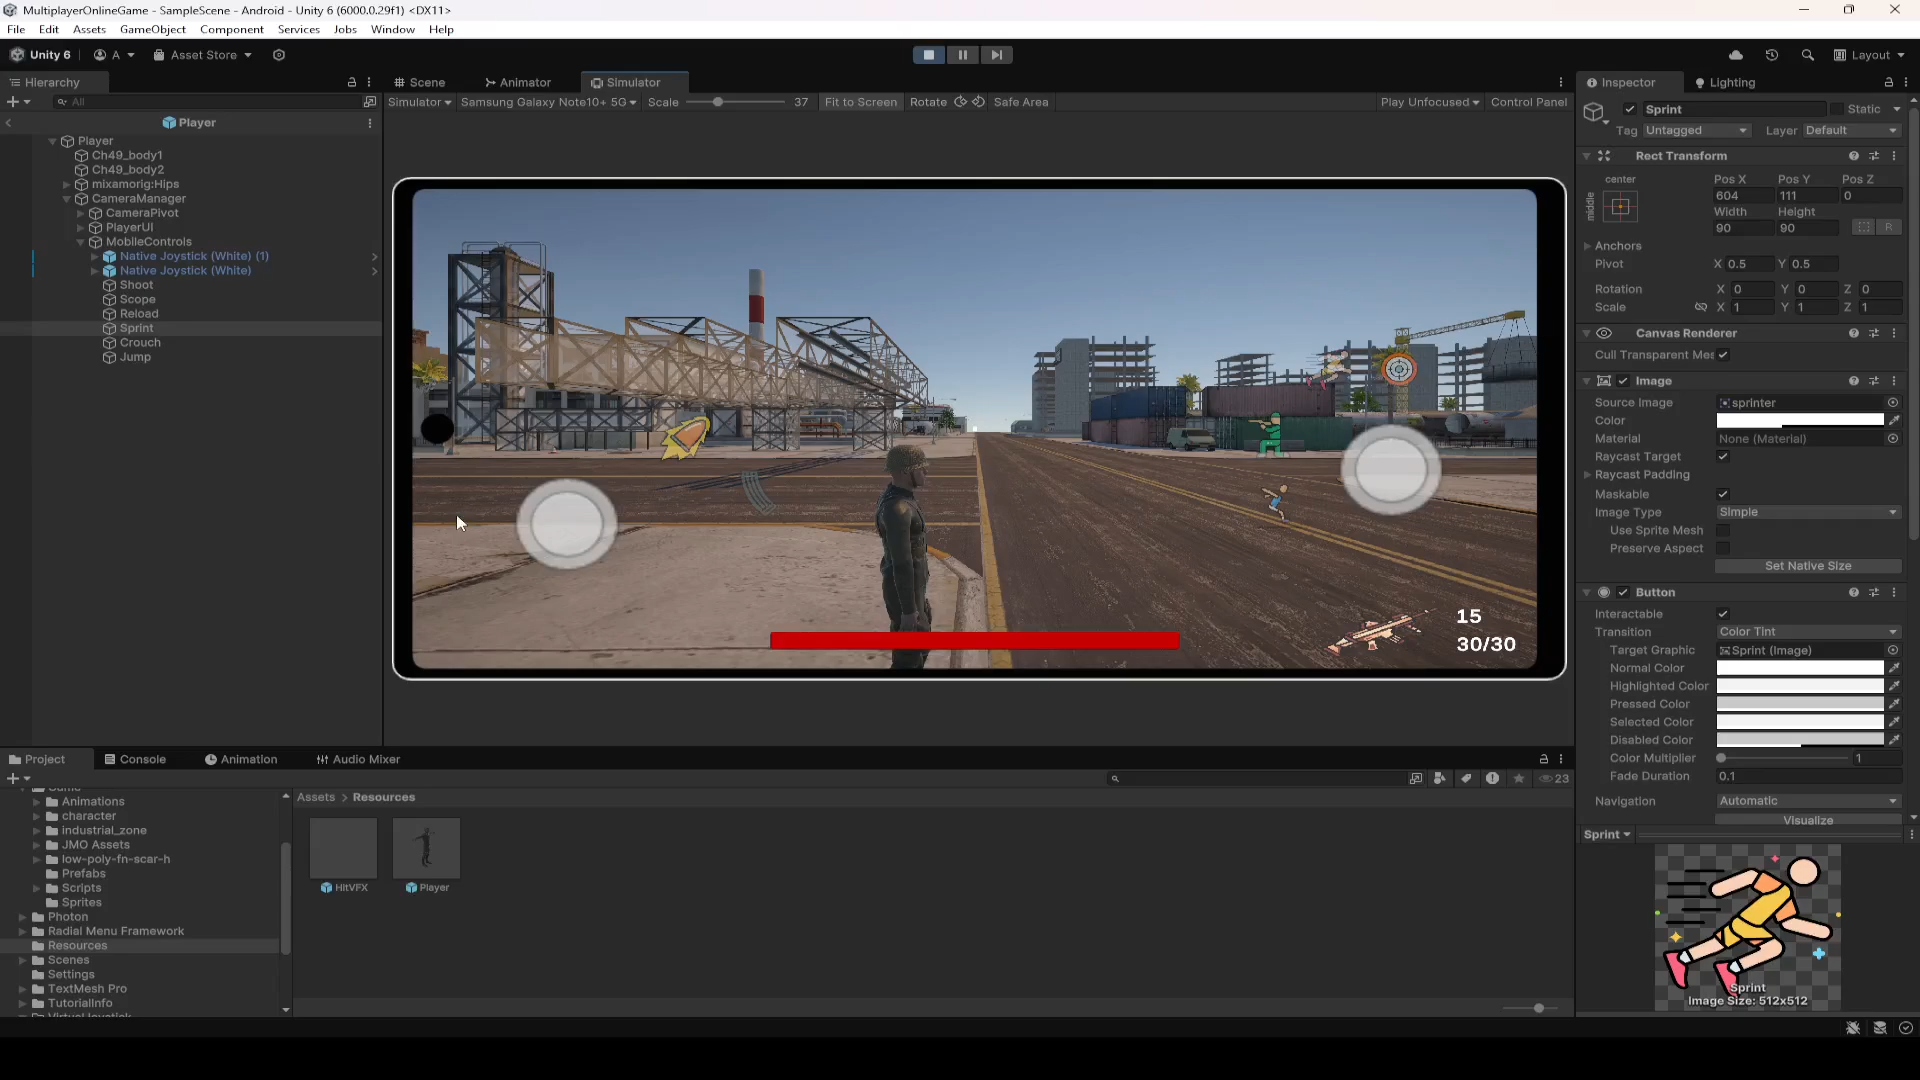 MultiplayerOnlineGame - SampleScene - Android - Unity 6 (6000.0.29f1) <DX11>
File Edit Assets GameObject Component Services Jobs Window Help
Unity 6 A Asset Store Layout
Hierarchy Scene Animator Simulator Inspector Lighting
All Simulator Samsung Galaxy Note10+ 5G Scale 37 Fit to Screen Rotate Safe Area Play Unfocused Control Panel
Sprint Static
Player
Tag Untagged Layer Default
Player
Ch49_body1
Ch49_body2
mixamorig:Hips
CameraManager
CameraPivot
PlayerUI
MobileControls
Native Joystick (White) (1)
Native Joystick (White)
Shoot
Scope
Reload
Sprint
Crouch
Jump
15
30/30
Rect Transform
center
middle
Pos X Pos Y Pos Z
604 111 0
Width Height
90 90 R
Anchors
Pivot X 0.5 Y 0.5
Rotation X 0 Y 0 Z 0
Scale X 1 Y 1 Z 1
Canvas Renderer
Cull Transparent Mes
Image
Source Image sprinter
Color
Material None (Material)
Raycast Target
Raycast Padding
Maskable
Image Type Simple
Use Sprite Mesh
Preserve Aspect
Set Native Size
Button
Interactable
Transition Color Tint
Target Graphic Sprint (Image)
Normal Color
Highlighted Color
Pressed Color
Selected Color
Disabled Color
Color Multiplier 1
Fade Duration 0.1
Navigation Automatic
Visualize
Sprint
Sprint
Image Size: 512x512
Project Console Animation Audio Mixer
23
Assets > Resources
Game
Animations
character
industrial_zone
JMO Assets
low-poly-fn-scar-h
Prefabs
Scripts
Sprites
Photon
Radial Menu Framework
Resources
Scenes
Settings
TextMesh Pro
TutorialInfo
VirtualJoystick
HitVFX Player